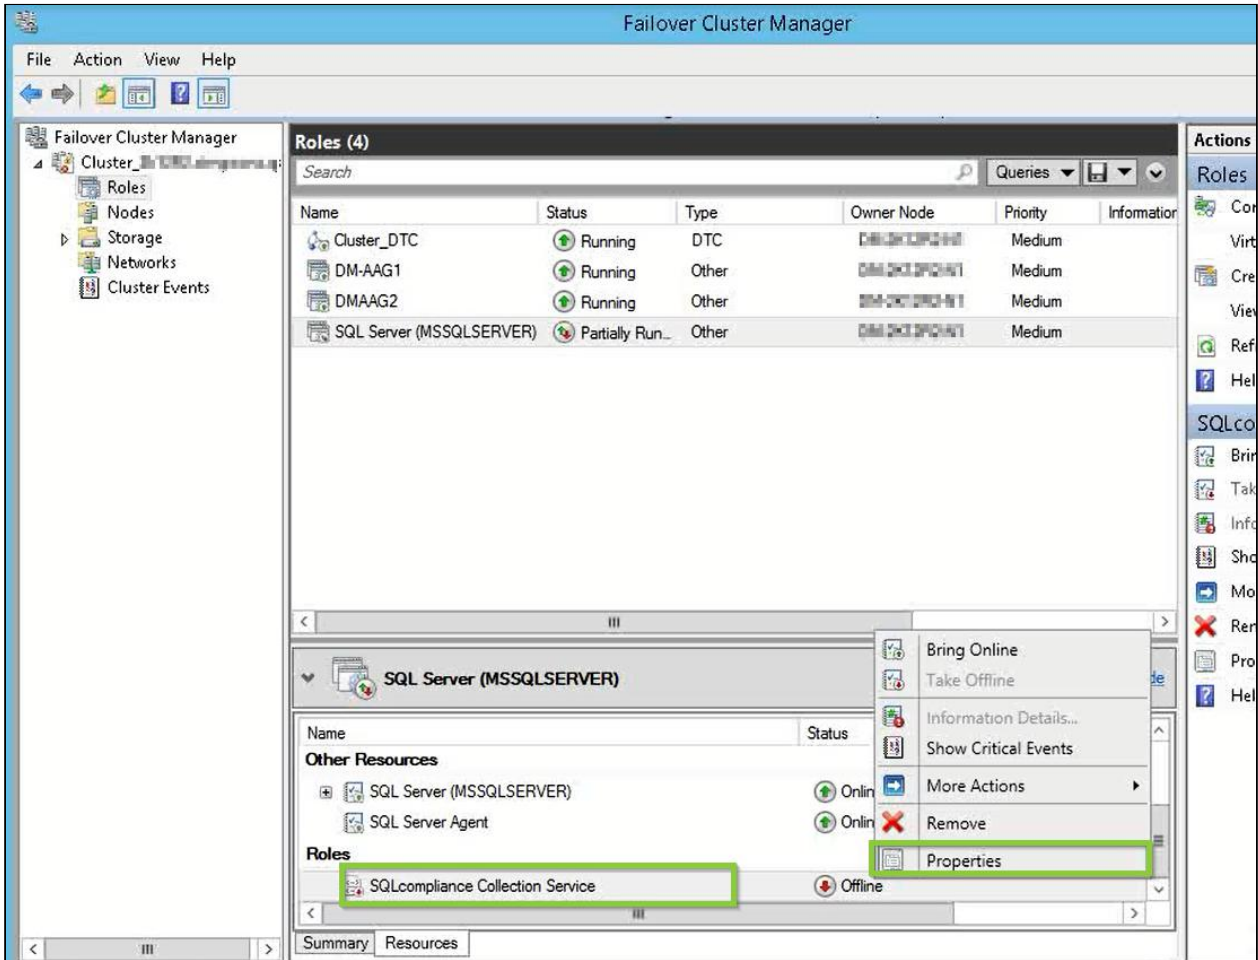 Failover Cluster Manager
File Action View Help
Failover Cluster Manager
Cluster_
Roles
Nodes
Storage
Networks
Cluster Events
Roles (4)
Search
Queries
Name Status Type Owner Node Priority Information
Cluster_DTC Running DTC Medium
DM-AAG1 Running Other Medium
DMAAG2 Running Other Medium
SQL Server (MSSQLSERVER) Partially Run... Other Medium
SQL Server (MSSQLSERVER)
Name Status
Other Resources
SQL Server (MSSQLSERVER) Onlin
SQL Server Agent Onlin
Roles
SQLcompliance Collection Service Offline
Summary Resources
Bring Online
Take Offline
Information Details...
Show Critical Events
More Actions
Remove
Properties
de
Actions
Roles
Cor
Virt
Cre
Viev
Ref
Hel
SQLco
Brir
Tak
Info
Sho
Mo
Rer
Pro
Hel